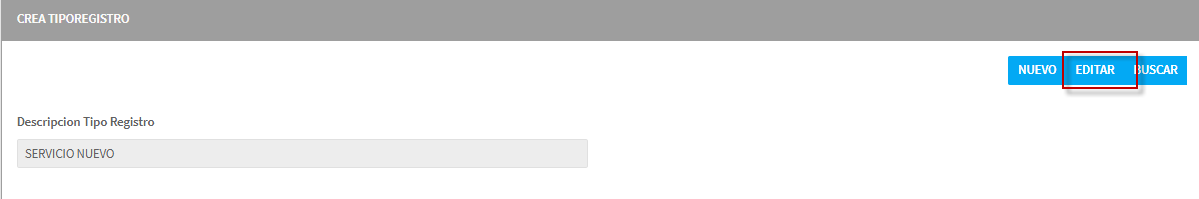 CREA TIPOREGISTRO
NUEVO EDITAR BUSCAR
Descripcion Tipo Registro
SERVICIO NUEVO